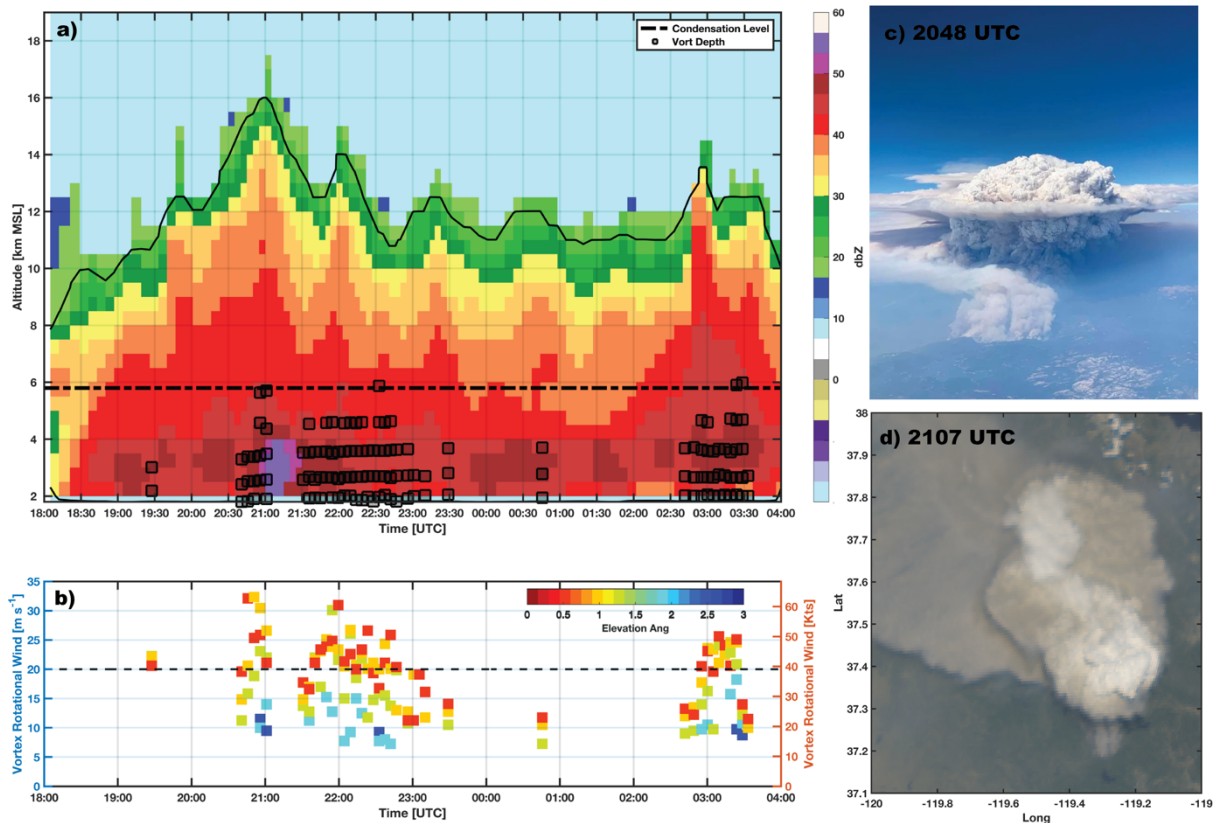 a)
Condensation Level
Vort Depth
18
16
14
12
10
8
6
4
2
Altitude [km MSL]
18:00 18:30 19:00 19:30 20:00 20:30 21:00 21:30 22:00 22:30 23:00 23:30 00:00 00:30 01:00 01:30 02:00 02:30 03:00 03:30 04:00
Time [UTC]
60
50
40
30
20
10
0
dbZ
c) 2048 UTC
b)
35
30
25
20
15
10
5
0
Vortex Rotational Wind [m s-1]
0 0.5 1 1.5 2 2.5 3
Elevation Ang
60
50
40
30
20
10
0
Vortex Rotational Wind [Kts]
18:00 19:00 20:00 21:00 22:00 23:00 00:00 01:00 02:00 03:00 04:00
Time [UTC]
d) 2107 UTC
38
37.9
37.8
37.7
37.6
37.5
37.4
37.3
37.2
37.1
Lat
-120 -119.8 -119.6 -119.4 -119.2 -119
Long